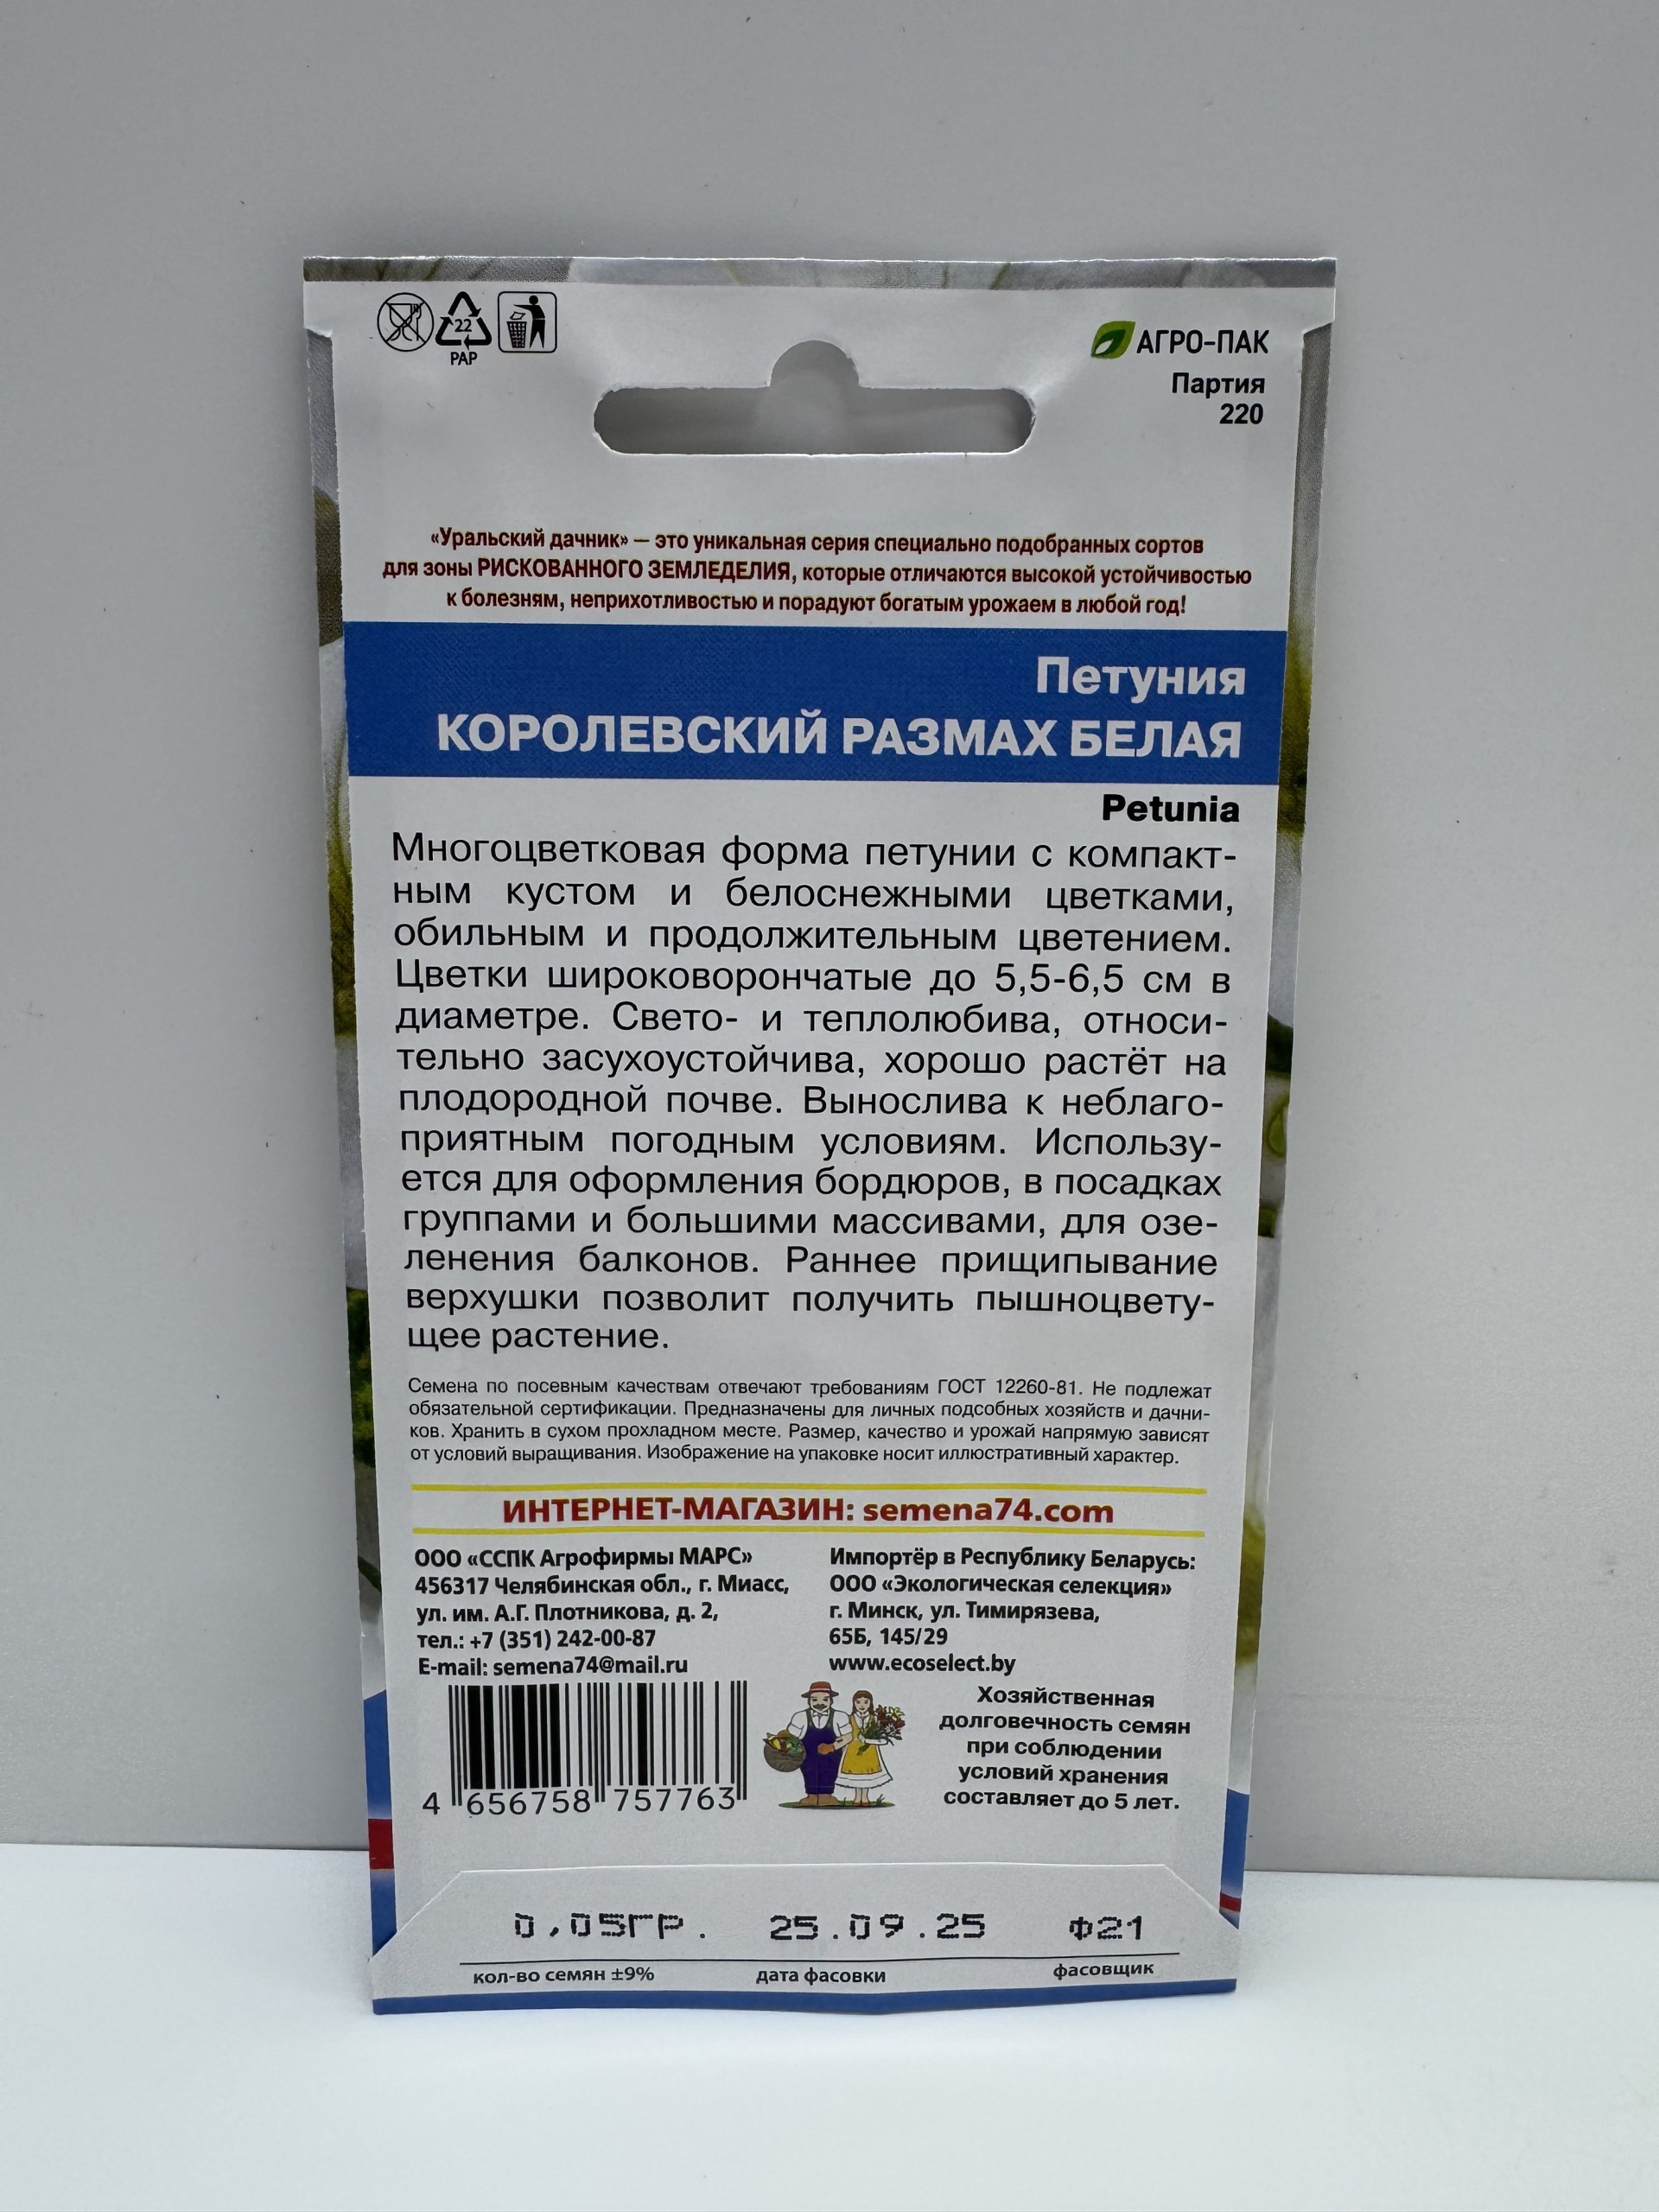 22
PAP
АГРО-ПАК
Партия
220
«Уральский дачник» — это уникальная серия специально подобранных сортов
для зоны РИСКОВАННОГО ЗЕМЛЕДЕЛИЯ, которые отличаются высокой устойчивостью
к болезням, неприхотливостью и порадуют богатым урожаем в любой год!
Петуния
КОРОЛЕВСКИЙ РАЗМАХ БЕЛАЯ
Petunia
Многоцветковая форма петунии с компакт-
ным кустом и белоснежными цветками,
обильным и продолжительным цветением.
Цветки широковорончатые до 5,5-6,5 см в
диаметре. Свето- и теплолюбива, относи-
тельно засухоустойчива, хорошо растёт на
плодородной почве. Вынослива к неблаго-
приятным погодным условиям. Использу-
ется для оформления бордюров, в посадках
группами и большими массивами, для озе-
ленения балконов. Раннее прищипывание
верхушки позволит получить пышноцвету-
щее растение.
Семена по посевным качествам отвечают требованиям ГОСТ 12260-81. Не подлежат
обязательной сертификации. Предназначены для личных подсобных хозяйств и дачни-
ков. Хранить в сухом прохладном месте. Размер, качество и урожай напрямую зависят
от условий выращивания. Изображение на упаковке носит иллюстративный характер.
ИНТЕРНЕТ-МАГАЗИН: semena74.com
ООО «ССПК Агрофирмы МАРС»
456317 Челябинская обл., г. Миасс,
ул. им. А.Г. Плотникова, д. 2,
тел.: +7 (351) 242-00-87
E-mail: semena74@mail.ru
Импортёр в Республику Беларусь:
ООО «Экологическая селекция»
г. Минск, ул. Тимирязева,
65Б, 145/29
www.ecoselect.by
4 656758 757763
Хозяйственная
долговечность семян
при соблюдении
условий хранения
составляет до 5 лет.
0,05ГР. 25.09.25 Ф21
кол-во семян ±9% дата фасовки фасовщик